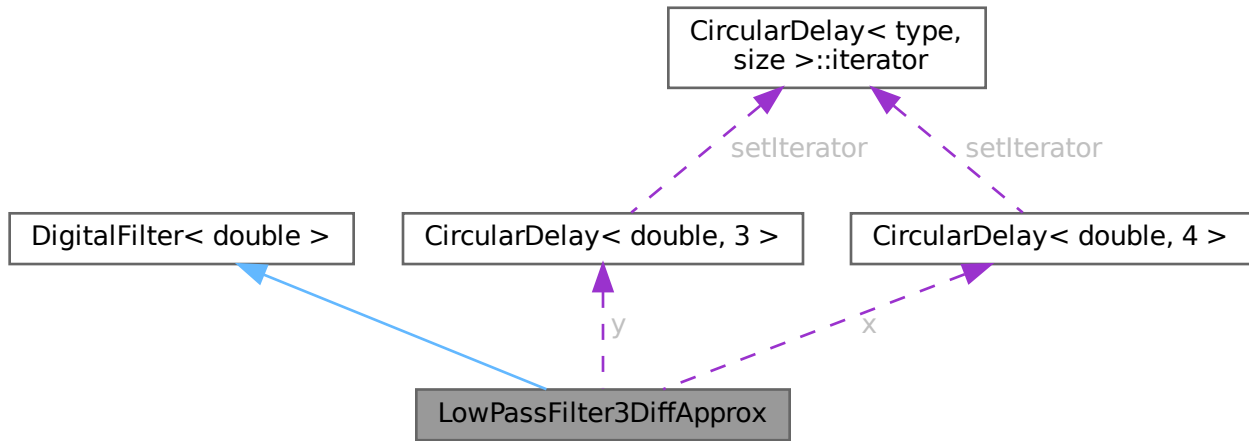 CircularDelay< type,
size >::iterator
setIterator
setIterator
DigitalFilter< double >
CircularDelay< double, 3 >
CircularDelay< double, 4 >
y
x
LowPassFilter3DiffApprox